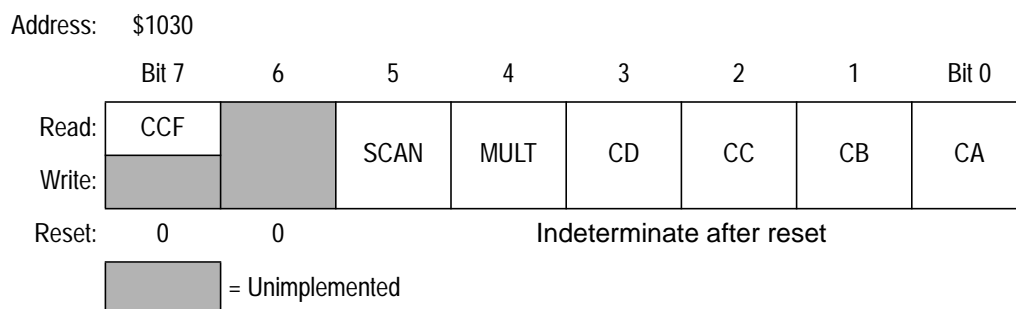 Address: $1030
Bit 7 6 5 4 3 2 1 Bit 0
Read: CCF
SCAN MULT CD CC CB CA
Write:
Reset: 0 0 Indeterminate after reset
= Unimplemented